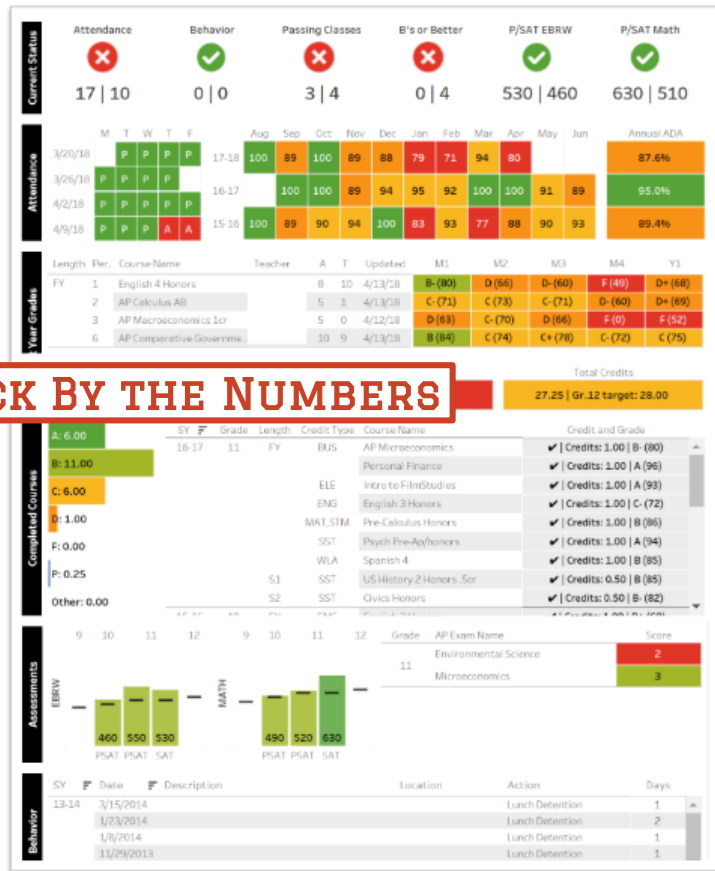 Current Status
Attendance Behavior Passing Classes B's or Better P/SAT EBRW P/SAT Math
17 | 10 0 | 0 3 | 4 0 | 4 530 | 460 630 | 510
Attendance
M T W T F Aug Sep Oct Nov Dec Jan Feb Mar Apr May Jun Annual ADA
3/20/18 P P P P 17-18 100 89 100 89 88 79 71 94 80 87.6%
3/26/18 P P P P 16-17 100 100 89 94 95 92 100 100 91 89 95.0%
4/2/18 P P P P P
4/9/18 P P P A A 15-16 100 89 90 94 100 83 93 77 88 90 93 89.4%
Year Grades
Length Per. Course Name Teacher A T Updated M1 M2 M3 M4 Y1
FY 1 English 4 Honors 8 10 4/13/18 B- (80) D (66) D- (60) F (49) D+ (68)
2 AP Calculus AB 5 1 4/13/18 C- (71) C (73) C- (71) D- (60) D+ (69)
3 AP Macroeconomics 1cr 5 0 4/12/18 D (63) C- (70) D (66) F (0) F (52)
6 AP Comparative Governme.. 10 9 4/13/18 B (84) C (74) C+ (78) C- (72) C (75)
CK BY THE NUMBERS
Total Credits
27.25 | Gr.12 target: 28.00
Completed Courses
A: 6.00
B: 11.00
C: 6.00
D: 1.00
F: 0.00
P: 0.25
Other: 0.00
SY Grade Length Credit Type Course Name Credit and Grade
16-17 11 FY BUS AP Microeconomics ✔ | Credits: 1.00 | B- (80)
Personal Finance ✔ | Credits: 1.00 | A (96)
ELE Intro to FilmStudies ✔ | Credits: 1.00 | A (93)
ENG English 3 Honors ✔ | Credits: 1.00 | C- (72)
MAT,STM Pre-Calculus Honors ✔ | Credits: 1.00 | B (86)
SST Psych Pre-Ap/honors ✔ | Credits: 1.00 | A (94)
WLA Spanish 4 ✔ | Credits: 1.00 | B (85)
S1 SST US History 2 Honors .5cr ✔ | Credits: 0.50 | B (85)
S2 SST Civics Honors ✔ | Credits: 0.50 | B- (82)
Assessments
9 10 11 12 9 10 11 12 Grade AP Exam Name Score
EBRW
MATH
11 Environmental Science 2
Microeconomics 3
460 550 530 490 520 630
PSAT PSAT SAT PSAT PSAT SAT
Behavior
SY Date Description Location Action Days
13-14 3/15/2014 Lunch Detention 1
1/23/2014 Lunch Detention 2
1/8/2014 Lunch Detention 1
11/29/2013 Lunch Detention 1